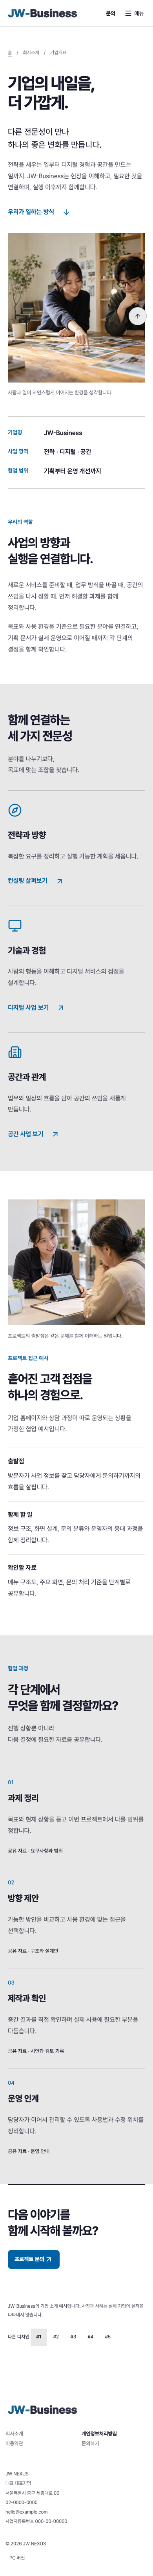 JW-Business
문의
메뉴
홈 / 회사소개 / 기업개요
기업의 내일을,
더 가깝게.
다른 전문성이 만나
하나의 좋은 변화를 만듭니다.
전략을 세우는 일부터 디지털 경험과 공간을 만드는
일까지. JW-Business는 현장을 이해하고, 필요한 것을
연결하며, 실행 이후까지 함께합니다.
우리가 일하는 방식 ↓
사람과 일이 자연스럽게 이어지는 환경을 생각합니다.
기업명 JW-Business
사업 영역 전략 · 디지털 · 공간
협업 범위 기획부터 운영 개선까지
우리의 역할
사업의 방향과
실행을 연결합니다.
새로운 서비스를 준비할 때, 업무 방식을 바꿀 때, 공간의
쓰임을 다시 정할 때. 먼저 해결할 과제를 함께
정리합니다.
목표와 사용 환경을 기준으로 필요한 분야를 연결하고,
기획 문서가 실제 운영으로 이어질 때까지 각 단계의
결정을 함께 확인합니다.
함께 연결하는
세 가지 전문성
분야를 나누기보다,
목표에 맞는 조합을 찾습니다.
전략과 방향
복잡한 요구를 정리하고 실행 가능한 계획을 세웁니다.
컨설팅 살펴보기 ↗
기술과 경험
사람의 행동을 이해하고 디지털 서비스의 접점을
설계합니다.
디지털 사업 보기 ↗
공간과 관계
업무와 일상의 흐름을 담아 공간의 쓰임을 새롭게
만듭니다.
공간 사업 보기 ↗
프로젝트의 출발점은 같은 문제를 함께 이해하는 일입니다.
프로젝트 접근 예시
흩어진 고객 접점을
하나의 경험으로.
기업 홈페이지와 상담 과정이 따로 운영되는 상황을
가정한 협업 예시입니다.
출발점
방문자가 사업 정보를 찾고 담당자에게 문의하기까지의
흐름을 살핍니다.
함께 할 일
정보 구조, 화면 설계, 문의 분류와 운영자의 응대 과정을
함께 정리합니다.
확인할 자료
메뉴 구조도, 주요 화면, 문의 처리 기준을 단계별로
공유합니다.
협업 과정
각 단계에서
무엇을 함께 결정할까요?
진행 상황뿐 아니라
다음 결정에 필요한 자료를 공유합니다.
01
과제 정리
목표와 현재 상황을 듣고 이번 프로젝트에서 다룰 범위를
정합니다.
공유 자료 · 요구사항과 범위
02
방향 제안
가능한 방안을 비교하고 사용 환경에 맞는 접근을
선택합니다.
공유 자료 · 구조와 설계안
03
제작과 확인
중간 결과를 직접 확인하며 실제 사용에 필요한 부분을
다듬습니다.
공유 자료 · 시안과 검토 기록
04
운영 인계
담당자가 이어서 관리할 수 있도록 사용법과 수정 위치를
정리합니다.
공유 자료 · 운영 안내
다음 이야기를
함께 시작해 볼까요?
프로젝트 문의 ↗
JW-Business의 기업 소개 예시입니다. 사진과 사례는 실제 기업의 실적을
나타내지 않습니다.
다른 디자인 #1 #2 #3 #4 #5
JW-Business
회사소개 개인정보처리방침
이용약관 문의하기
JW NEXUS
대표 대표자명
서울특별시 중구 세종대로 00
02-0000-0000
hello@example.com
사업자등록번호 000-00-00000
© 2026 JW NEXUS
PC 버전